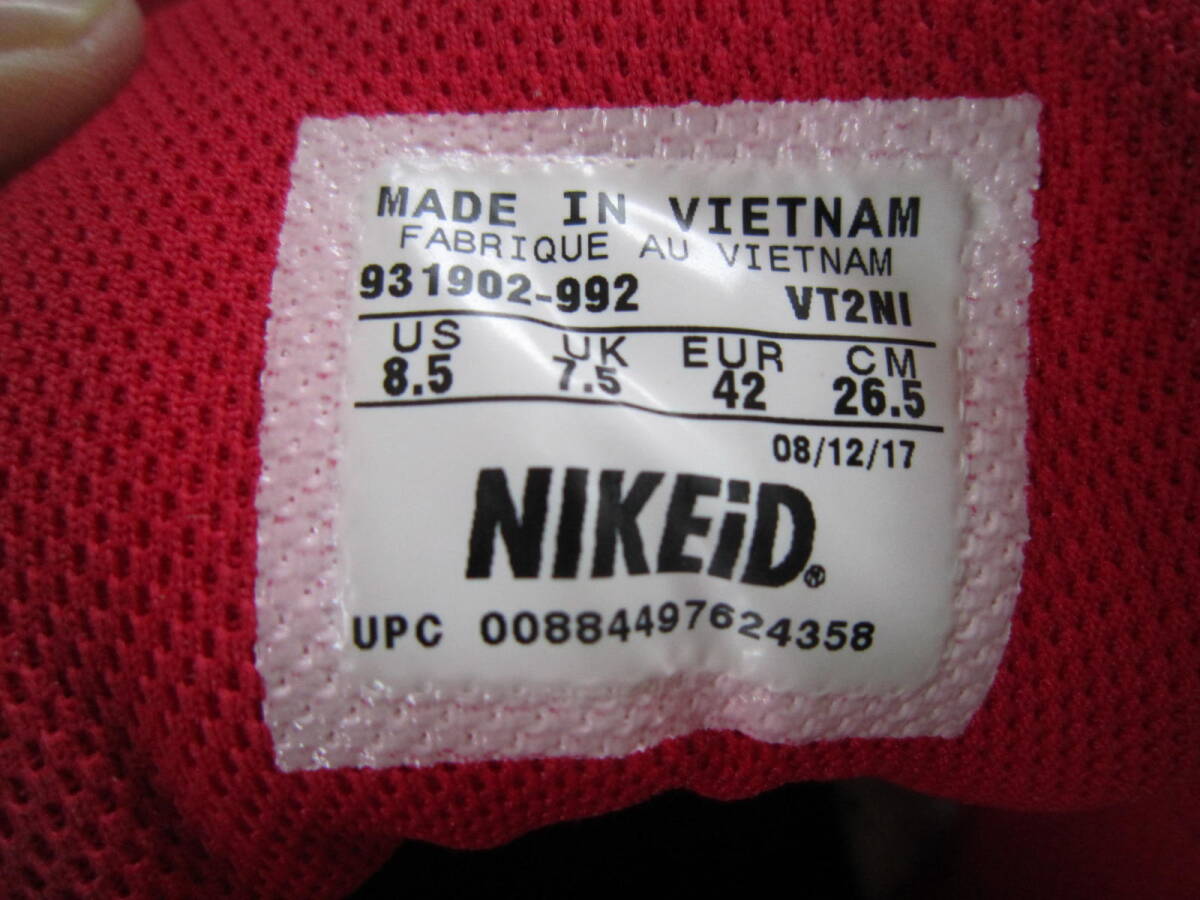 MADE IN VIETNAM
FABRIQUE AU VIETNAM
931902-992 VT2NI
US UK EUR CM
8.5 7.5 42 26.5
08/12/17
NIKEiD®
UPC 00884497624358